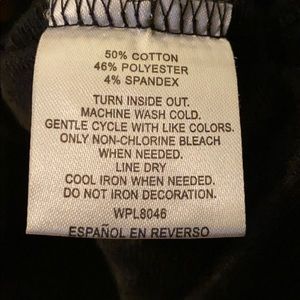 50% COTTON
46% POLYESTER
4% SPANDEX
TURN INSIDE OUT.
MACHINE WASH COLD.
GENTLE CYCLE WITH LIKE COLORS.
ONLY NON-CHLORINE BLEACH
WHEN NEEDED.
LINE DRY
COOL IRON WHEN NEEDED.
DO NOT IRON DECORATION.
WPL8046
ESPAÑOL EN REVERSO